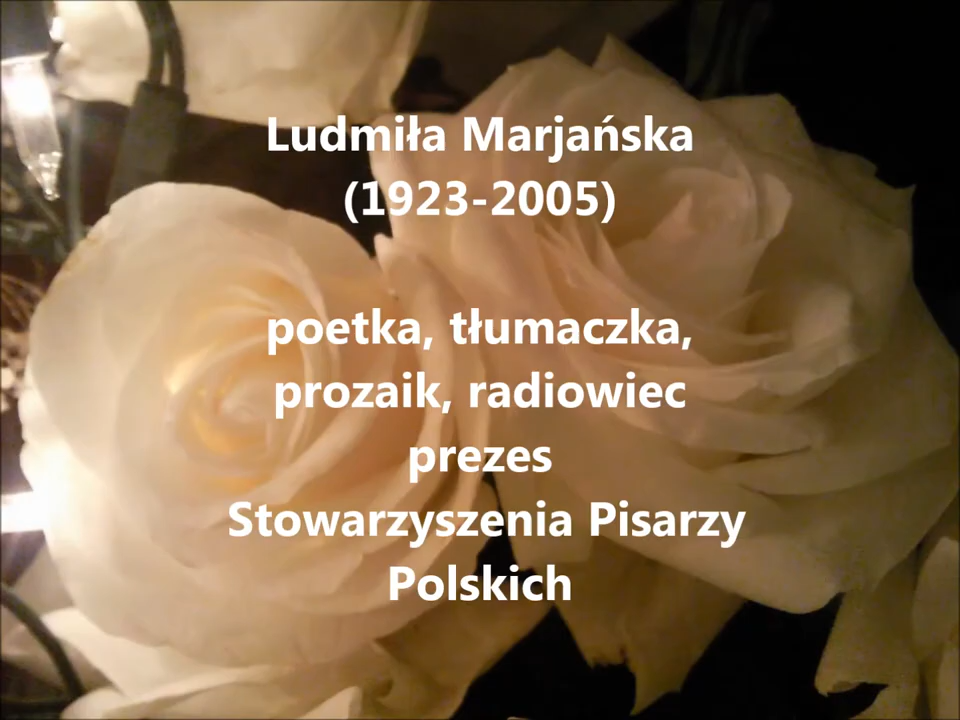 Ludmiła Marjańska
(1923-2005)
poetka, tłumaczka,
prozaik, radiowiec
prezes
Stowarzyszenia Pisarzy
Polskich